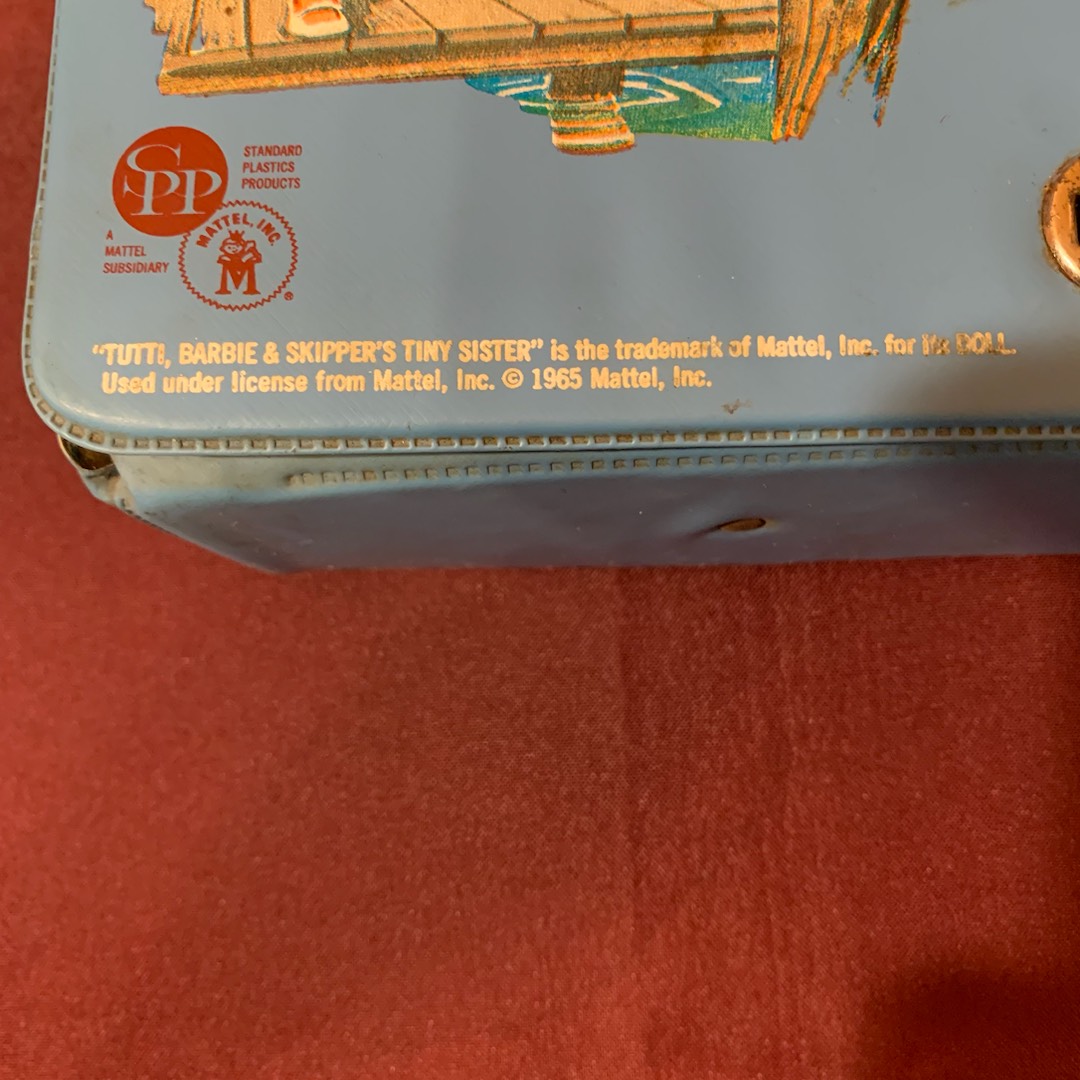 SPP
STANDARD
PLASTICS
PRODUCTS
A
MATTEL
SUBSIDIARY
MATTEL, INC.
M
®
“TUTTI, BARBIE & SKIPPER'S TINY SISTER” is the trademark of Mattel, Inc. for its DOLL.
Used under license from Mattel, Inc. © 1965 Mattel, Inc.